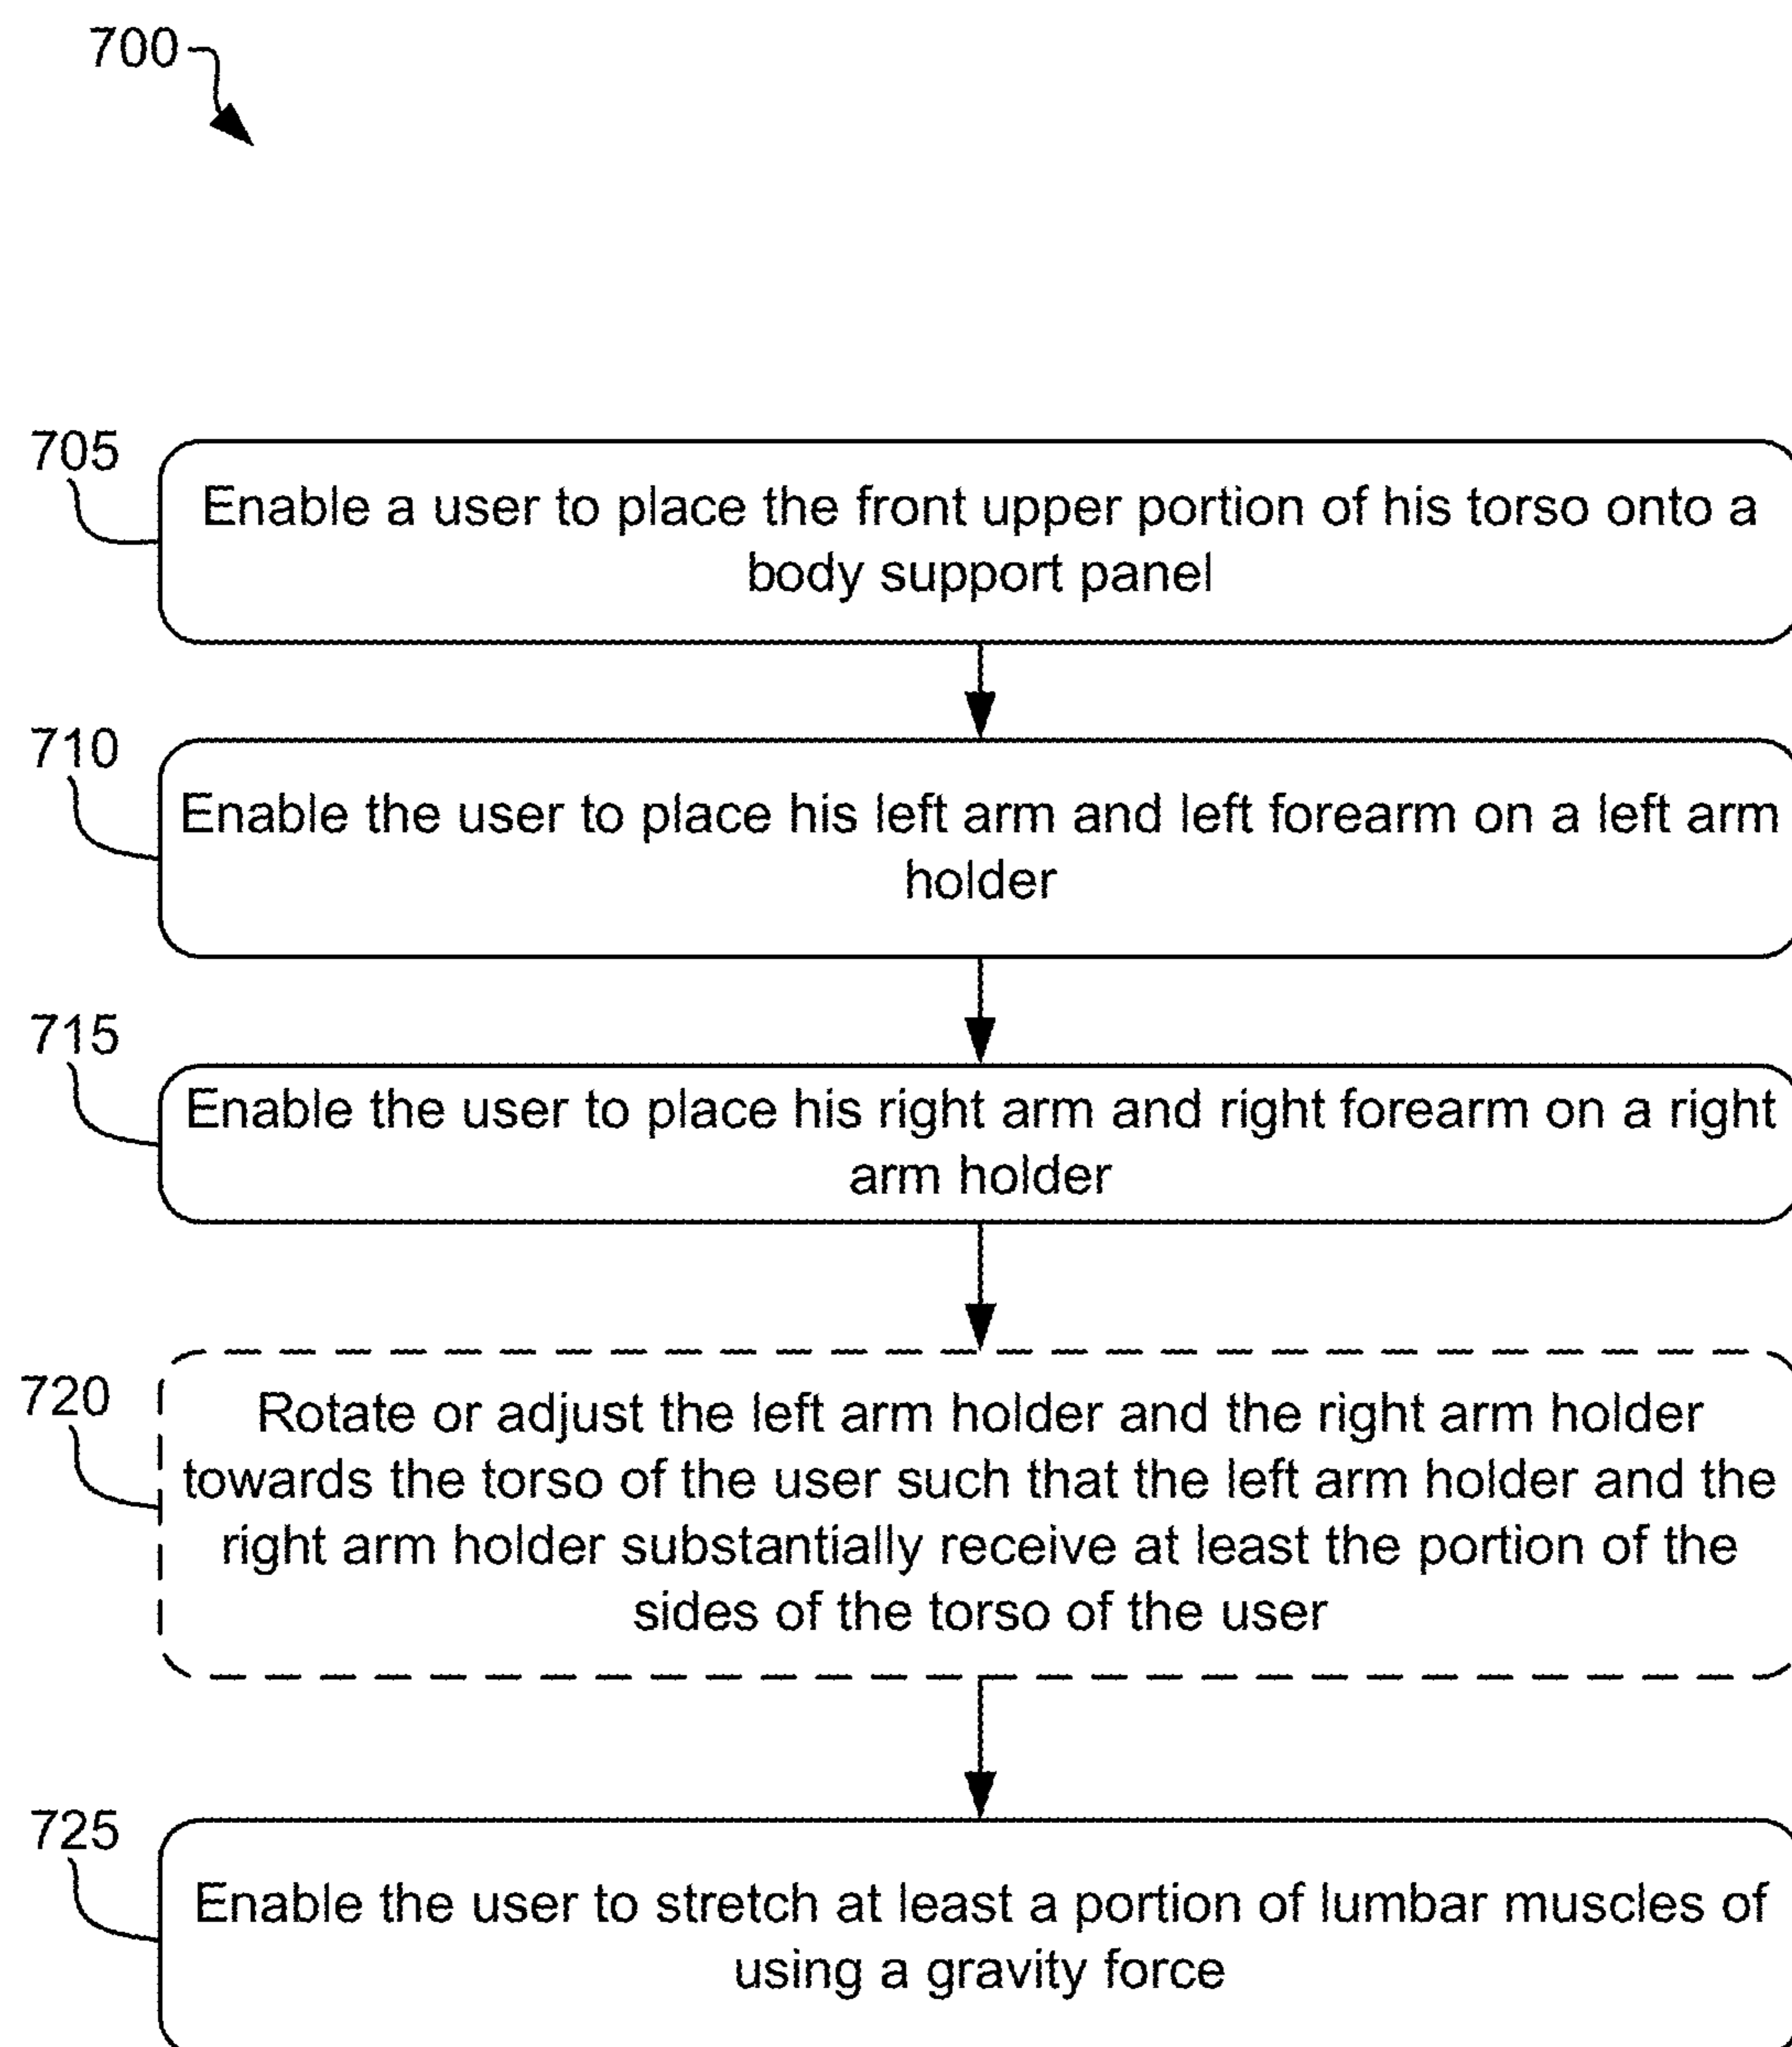 700
705
Enable a user to place the front upper portion of his torso onto a
body support panel
710
Enable the user to place his left arm and left forearm on a left arm
holder
715
Enable the user to place his right arm and right forearm on a right
arm holder
720
Rotate or adjust the left arm holder and the right arm holder
towards the torso of the user such that the left arm holder and the
right arm holder substantially receive at least the portion of the
sides of the torso of the user
725
Enable the user to stretch at least a portion of lumbar muscles of
using a gravity force